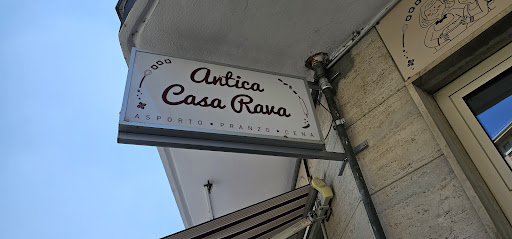 Antica
Casa Rava
ASPORTO • PRANZO • CENA